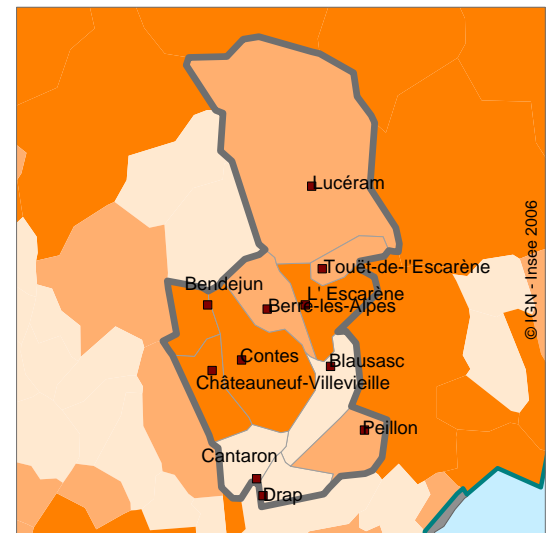 Lucéram
Touët-de-l'Escarène
Bendejun
L' Escarène
Berre-les-Alpes
Contes
Blausasc
Châteauneuf-Villevieille
Peillon
Cantaron
Drap
© IGN - Insee 2006